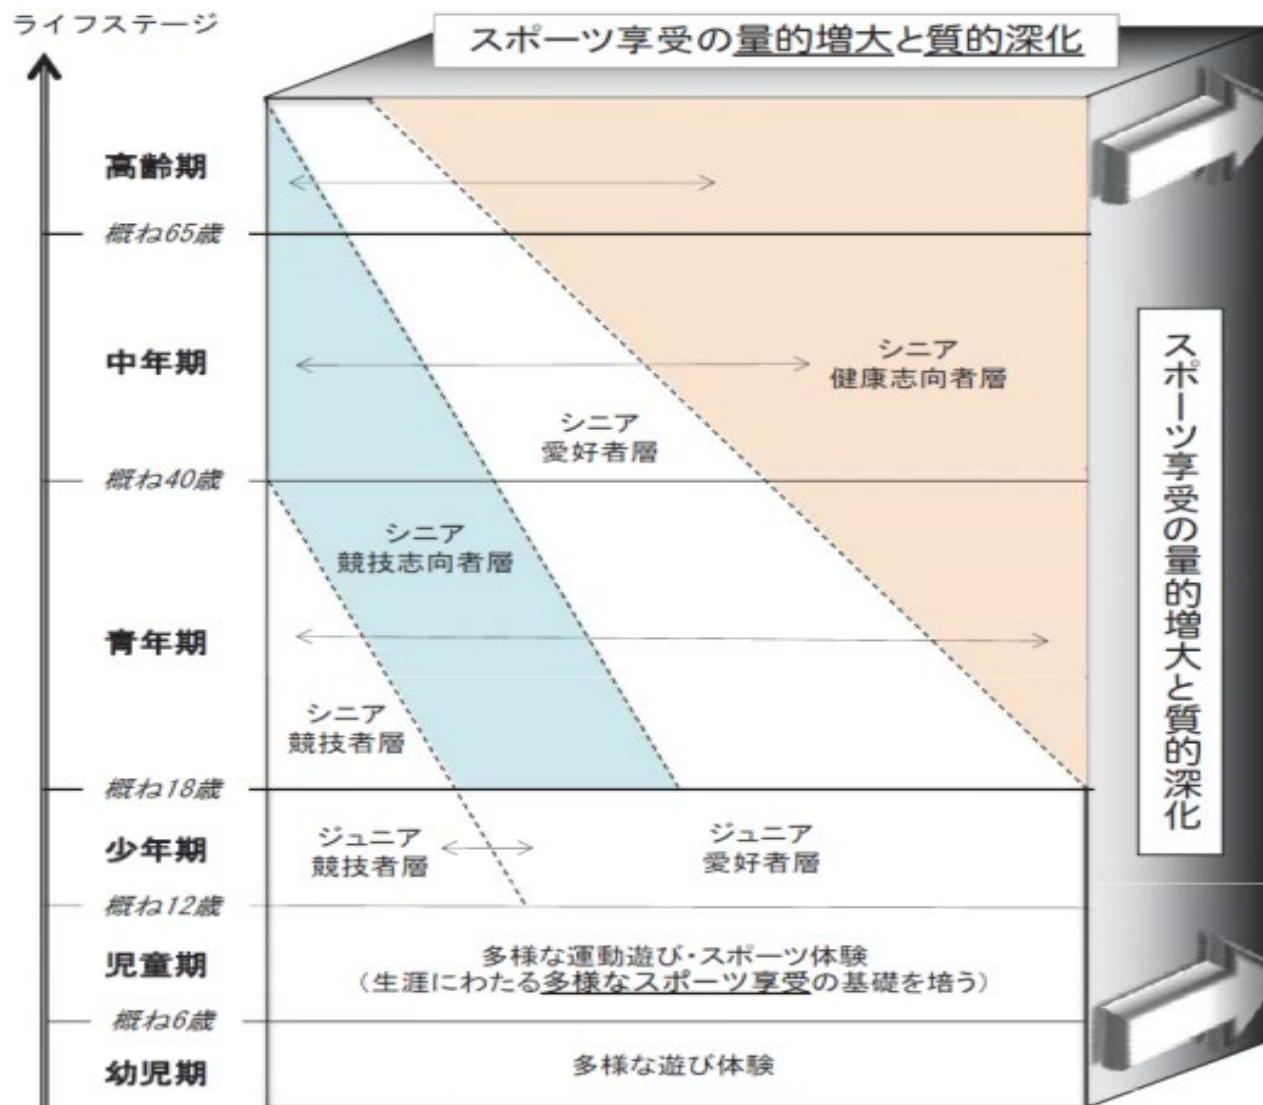 ライフステージ
スポーツ享受の量的増大と質的深化
高齢期
概ね65歳
中年期
シニア
健康志向者層
シニア
愛好者層
概ね40歳
シニア
競技志向者層
青年期
シニア
競技者層
概ね18歳
少年期
ジュニア
競技者層
ジュニア
愛好者層
概ね12歳
児童期
多様な運動遊び・スポーツ体験
(生涯にわたる多様なスポーツ享受の基礎を培う)
概ね6歳
幼児期
多様な遊び体験
スポーツ享受の量的増大と質的深化